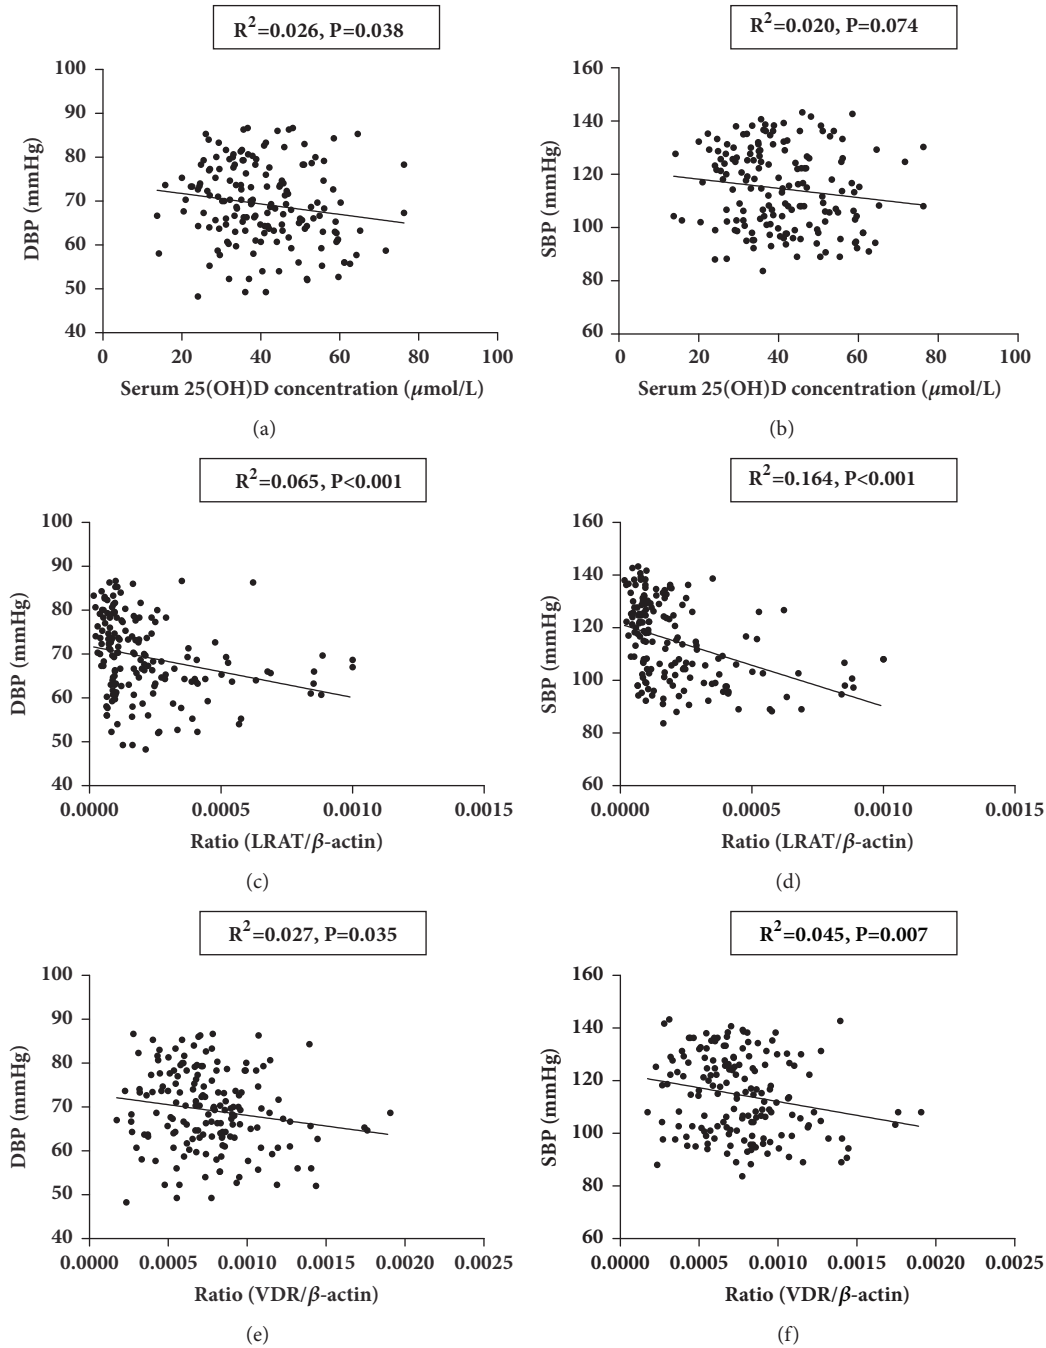 R²=0.026, P=0.038
100
90
80
70
60
50
40
DBP (mmHg)
0 20 40 60 80 100
Serum 25(OH)D concentration (μmol/L)
(a)
R²=0.020, P=0.074
160
140
120
100
80
60
SBP (mmHg)
0 20 40 60 80 100
Serum 25(OH)D concentration (μmol/L)
(b)
R²=0.065, P<0.001
100
90
80
70
60
50
40
DBP (mmHg)
0.0000 0.0005 0.0010 0.0015
Ratio (LRAT/β-actin)
(c)
R²=0.164, P<0.001
160
140
120
100
80
60
SBP (mmHg)
0.0000 0.0005 0.0010 0.0015
Ratio (LRAT/β-actin)
(d)
R²=0.027, P=0.035
100
90
80
70
60
50
40
DBP (mmHg)
0.0000 0.0005 0.0010 0.0015 0.0020 0.0025
Ratio (VDR/β-actin)
(e)
R²=0.045, P=0.007
160
140
120
100
80
60
SBP (mmHg)
0.0000 0.0005 0.0010 0.0015 0.0020 0.0025
Ratio (VDR/β-actin)
(f)